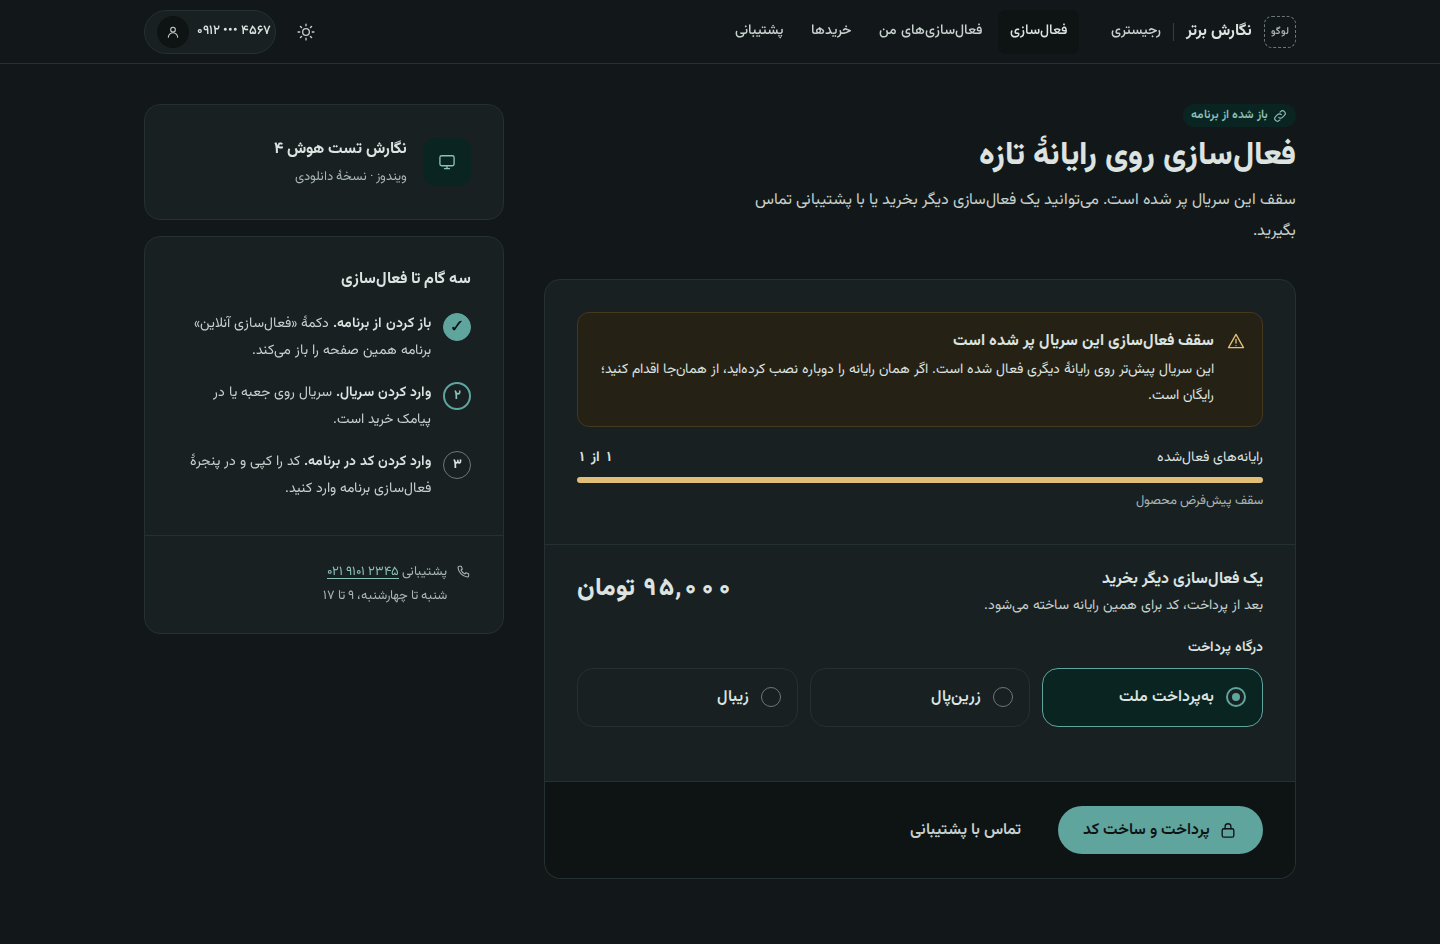 لوگو
نگارش برتر
رجیستری
فعال‌سازی
فعال‌سازی‌های من
خریدها
پشتیبانی
۰۹۱۲ ••• ۴۵۶۷
باز شده از برنامه
فعال‌سازی روی رایانهٔ تازه
سقف این سریال پر شده است. می‌توانید یک فعال‌سازی دیگر بخرید یا با پشتیبانی تماس
بگیرید.
سقف فعال‌سازی این سریال پر شده است
این سریال پیش‌تر روی رایانهٔ دیگری فعال شده است. اگر همان رایانه را دوباره نصب کرده‌اید، از همان‌جا اقدام کنید؛
رایگان است.
رایانه‌های فعال‌شده
۱ از ۱
سقف پیش‌فرض محصول
یک فعال‌سازی دیگر بخرید
بعد از پرداخت، کد برای همین رایانه ساخته می‌شود.
۹۵,۰۰۰ تومان
درگاه پرداخت
به‌پرداخت ملت
زرین‌پال
زیبال
پرداخت و ساخت کد
تماس با پشتیبانی
نگارش تست هوش ۴
ویندوز · نسخهٔ دانلودی
سه گام تا فعال‌سازی
✓
باز کردن از برنامه. دکمهٔ «فعال‌سازی آنلاین»
برنامه همین صفحه را باز می‌کند.
۲
وارد کردن سریال. سریال روی جعبه یا در
پیامک خرید است.
۳
وارد کردن کد در برنامه. کد را کپی و در پنجرهٔ
فعال‌سازی برنامه وارد کنید.
پشتیبانی ۰۲۱ ۹۱۰۱ ۲۳۴۵
شنبه تا چهارشنبه، ۹ تا ۱۷